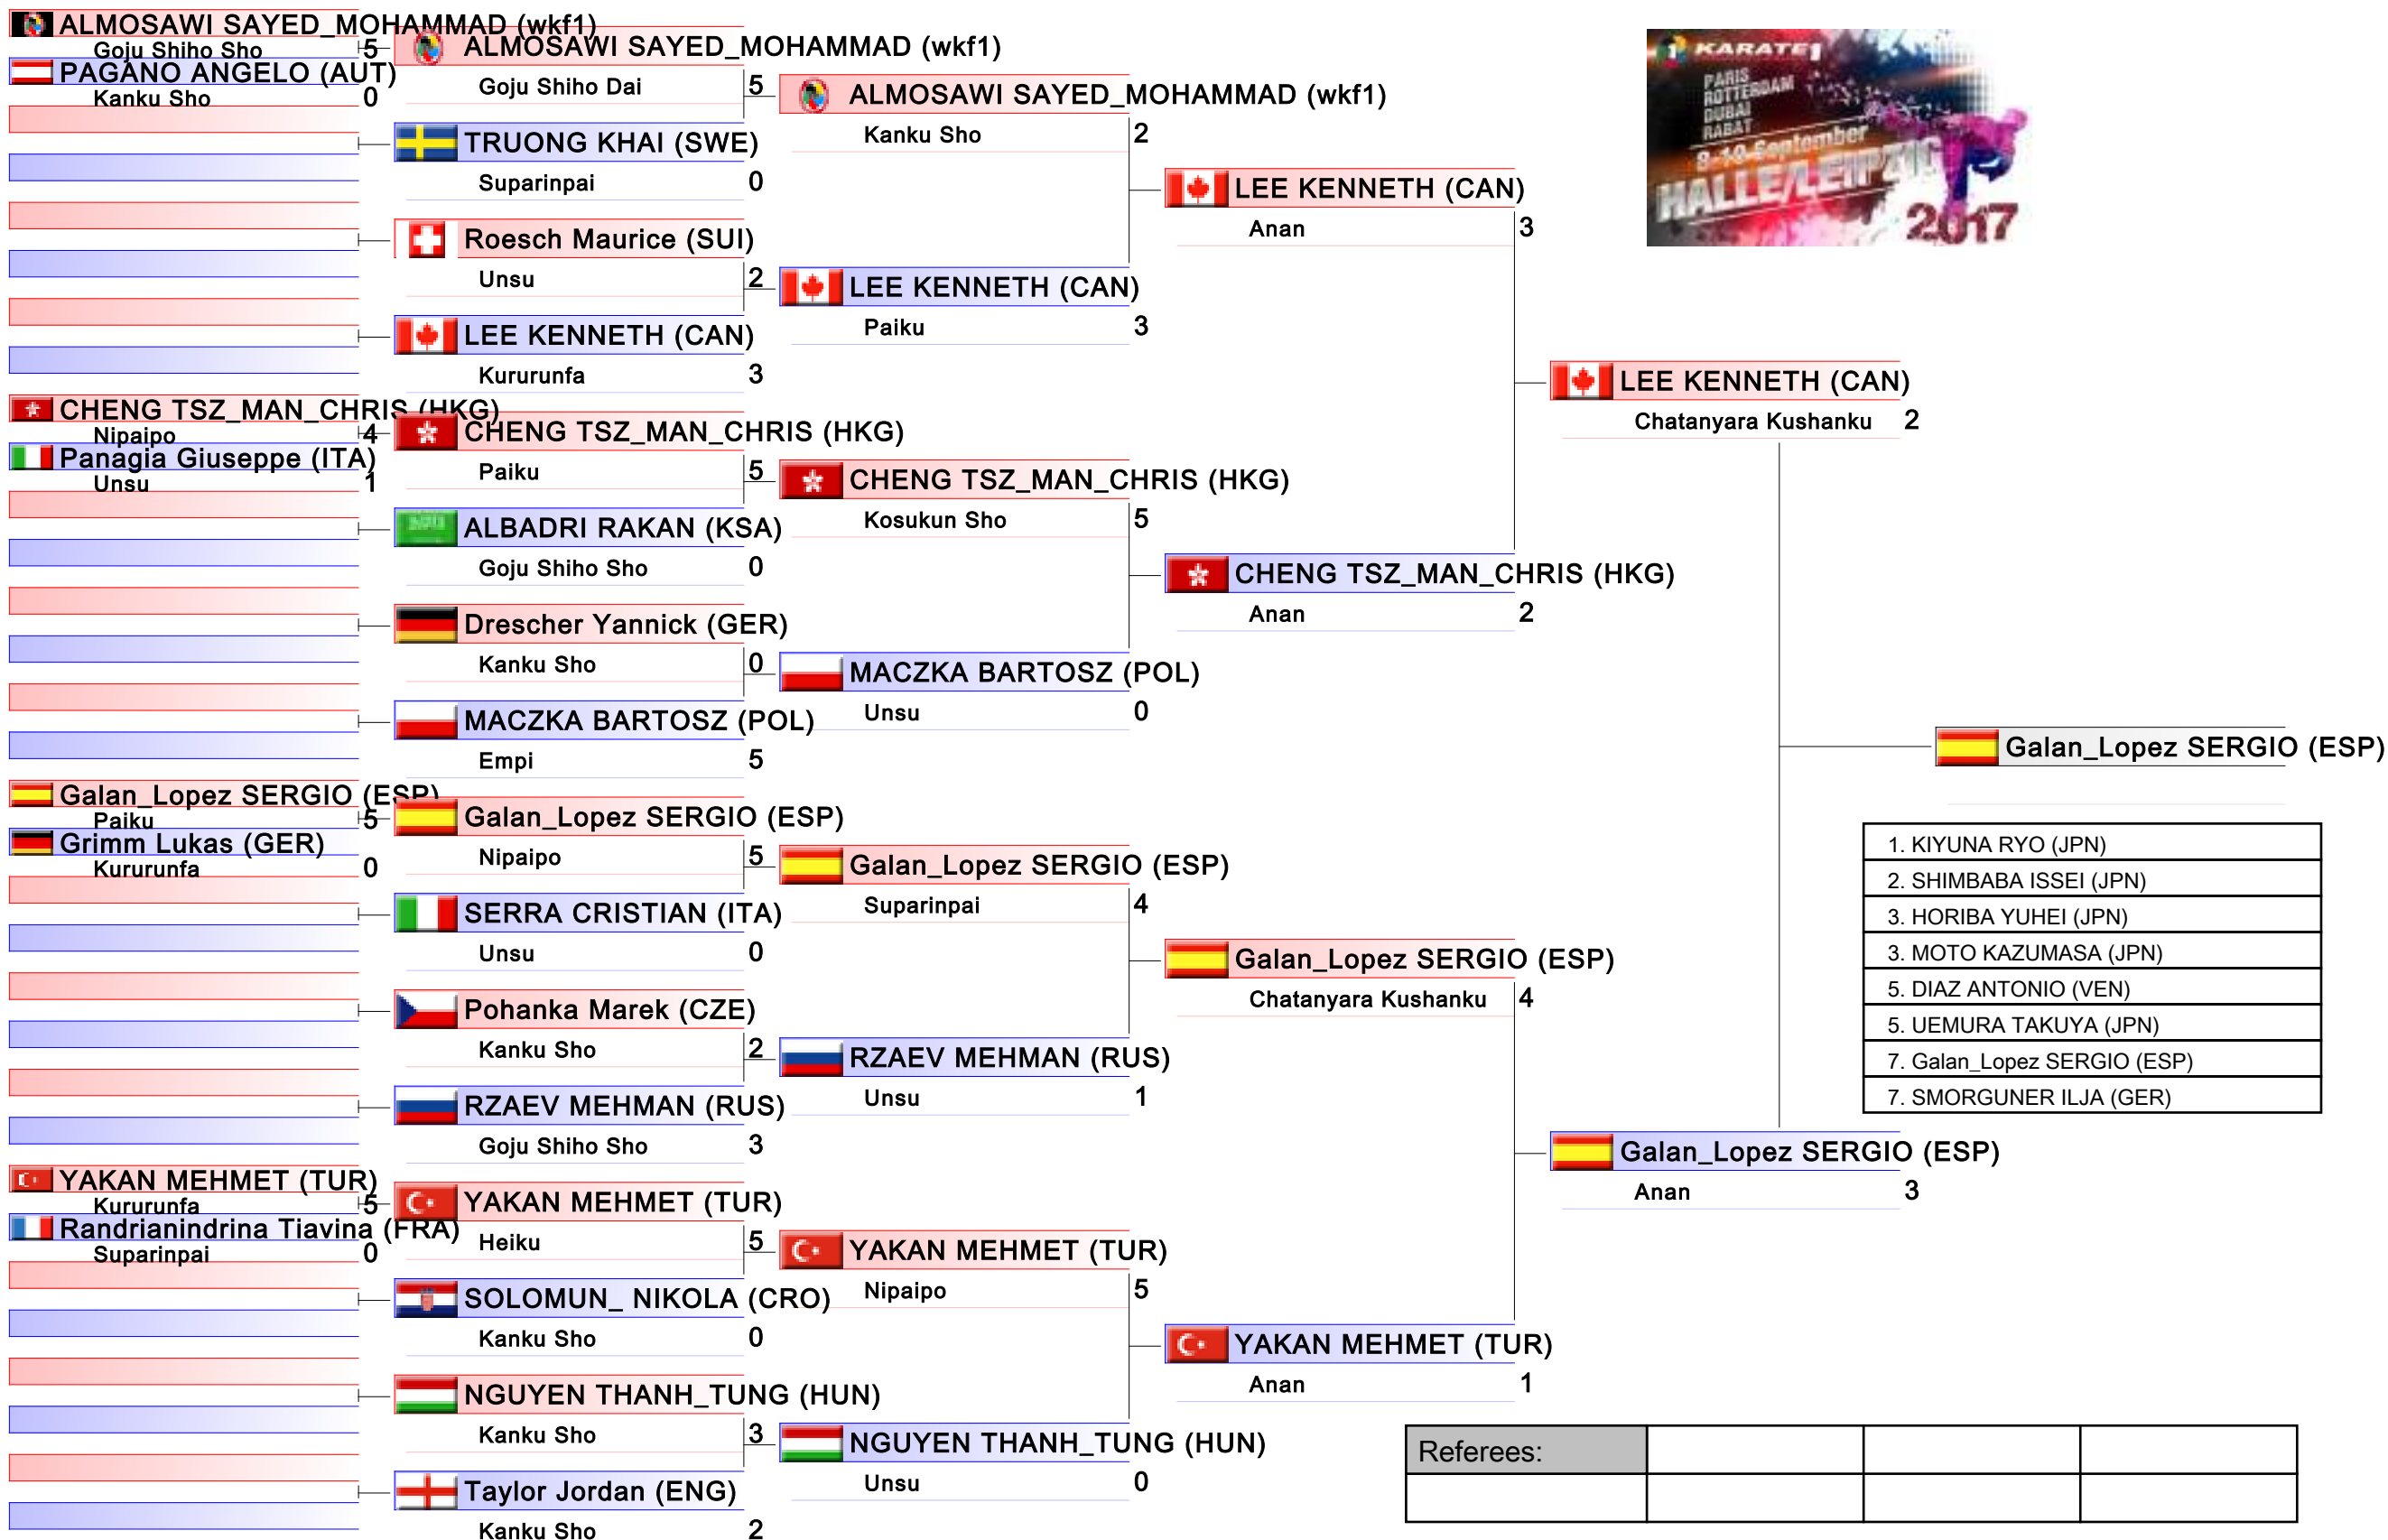 ALMOSAWI SAYED_MOHAMMAD (wkf1)
Goju Shiho Sho 5
PAGANO ANGELO (AUT)
Kanku Sho 0
CHENG TSZ_MAN_CHRIS (HKG)
Nipaipo 4
Panagia Giuseppe (ITA)
Unsu 1
Galan_Lopez SERGIO (ESP)
Paiku 5
Grimm Lukas (GER)
Kururunfa 0
YAKAN MEHMET (TUR)
Kururunfa 5
Randrianindrina Tiavina (FRA)
Suparinpai 0
ALMOSAWI SAYED_MOHAMMAD (wkf1)
Goju Shiho Dai 5
TRUONG KHAI (SWE)
Suparinpai 0
Roesch Maurice (SUI)
Unsu 2
LEE KENNETH (CAN)
Kururunfa 3
CHENG TSZ_MAN_CHRIS (HKG)
Paiku 5
ALBADRI RAKAN (KSA)
Goju Shiho Sho 0
Drescher Yannick (GER)
Kanku Sho 0
MACZKA BARTOSZ (POL)
Empi 5
Galan_Lopez SERGIO (ESP)
Nipaipo 5
SERRA CRISTIAN (ITA)
Unsu 0
Pohanka Marek (CZE)
Kanku Sho 2
RZAEV MEHMAN (RUS)
Goju Shiho Sho 3
YAKAN MEHMET (TUR)
Heiku 5
SOLOMUN_ NIKOLA (CRO)
Kanku Sho 0
NGUYEN THANH_TUNG (HUN)
Kanku Sho 3
Taylor Jordan (ENG)
Kanku Sho 2
ALMOSAWI SAYED_MOHAMMAD (wkf1)
Kanku Sho 2
LEE KENNETH (CAN)
Paiku 3
CHENG TSZ_MAN_CHRIS (HKG)
Kosukun Sho 5
MACZKA BARTOSZ (POL)
Unsu 0
Galan_Lopez SERGIO (ESP)
Suparinpai 4
RZAEV MEHMAN (RUS)
Unsu 1
YAKAN MEHMET (TUR)
Nipaipo 5
NGUYEN THANH_TUNG (HUN)
Unsu 0
LEE KENNETH (CAN)
Anan 3
CHENG TSZ_MAN_CHRIS (HKG)
Anan 2
Galan_Lopez SERGIO (ESP)
Chatanyara Kushanku 4
YAKAN MEHMET (TUR)
Anan 1
LEE KENNETH (CAN)
Chatanyara Kushanku 2
Galan_Lopez SERGIO (ESP)
Anan 3
Galan_Lopez SERGIO (ESP)
KARATE1
PARIS
ROTTERDAM
DUBAI
RABAT
8-10 September
HALLE/LEIPZIG
2017
1. KIYUNA RYO (JPN)
2. SHIMBABA ISSEI (JPN)
3. HORIBA YUHEI (JPN)
3. MOTO KAZUMASA (JPN)
5. DIAZ ANTONIO (VEN)
5. UEMURA TAKUYA (JPN)
7. Galan_Lopez SERGIO (ESP)
7. SMORGUNER ILJA (GER)
Referees: